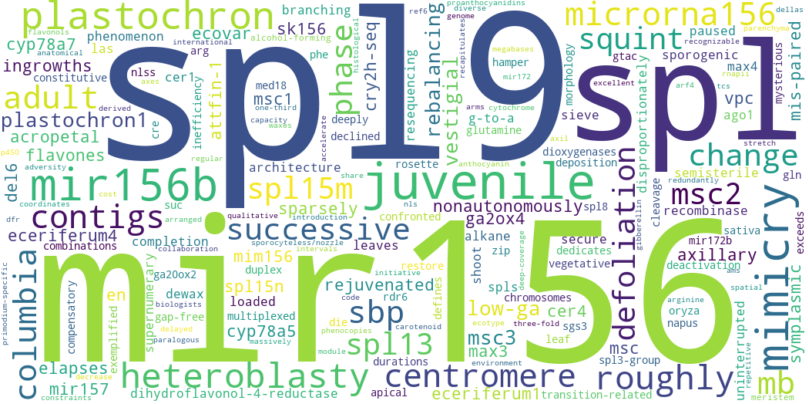 plastochron
phenomenon
branching
sk156
ecovar
cyp78a7
las
arg
ingrowths
constitutive
cer1
nlss
adult
msc1
cre
attfin-1
plastochron1
inefficiency
acropetal
flavones
del6
phase
phe
cry2h-seq
med18
one-third
capacity
waxes
declined
deeply
resequencing
rebalancing
vestigial
spl9
spl
proanthocyanidins
ref6
genome
recapitulates
international
alcohol-forming
flavonols
anatomical
derived
axes
p450
adversity
regular
accelerate
histological
megabases
mir172
arms
cytochrome
hamper
g-to-a
glutamine
axil
anthocyanin
microrna156
dellas
diverse
squint
paused
recognizable
sporogenic
parenchyma
mysterious
mis-paired
gtac
max4
rnapii
morphology
excellent
arf4
tcs
vpc
sieve
ago1
stretch
disproportionately
dioxygenases
deposition
change
gln
mir156b
suc
spl15m
architecture
rosette
share
juvenile
nls
nonautonomously
spl8
cleavage
semisterile
redundantly
msc2
recombinase
exceeds
mimicry
dfr
coordinates
cost
arranged
contigs
sparsely
qualitative
introduction
confronted
successive
leaves
ga2ox4
secure
mir172b
sativa
axillary
defoliation
gibberellin
eceriferum4
combinations
collaboration
sporocyteless/nozzle
intervals
completion
mim156
duplex
alkane
zip
dedicates
deactivation
dm3
spatial
columbia
compensatory
supernumerary
ga20ox2
dewax
spl15n
rejuvenated
restore
initiative
deep-coverage
shoot
vegetative
chromosomes
arginine
oryza
napus
uninterrupted
repetitive
symplasmic
en
exemplified
gap-free
biologists
loaded
multiplexed
rdr6
code
sbp
defines
spls
low-ga
cer4
three-fold
sgs3
elapses
delayed
paralogous
cyp78a5
die
phenocopies
massively
carotenoid
spl13
msc3
max3
ecotype
leaf
msc
spl3-group
mir156
mir157
decrease
constraints
heteroblasty
durations
module
environment
centromere
roughly
mb
meristem
dihydroflavonol-4-reductase
apical
eceriferum1
transition-related